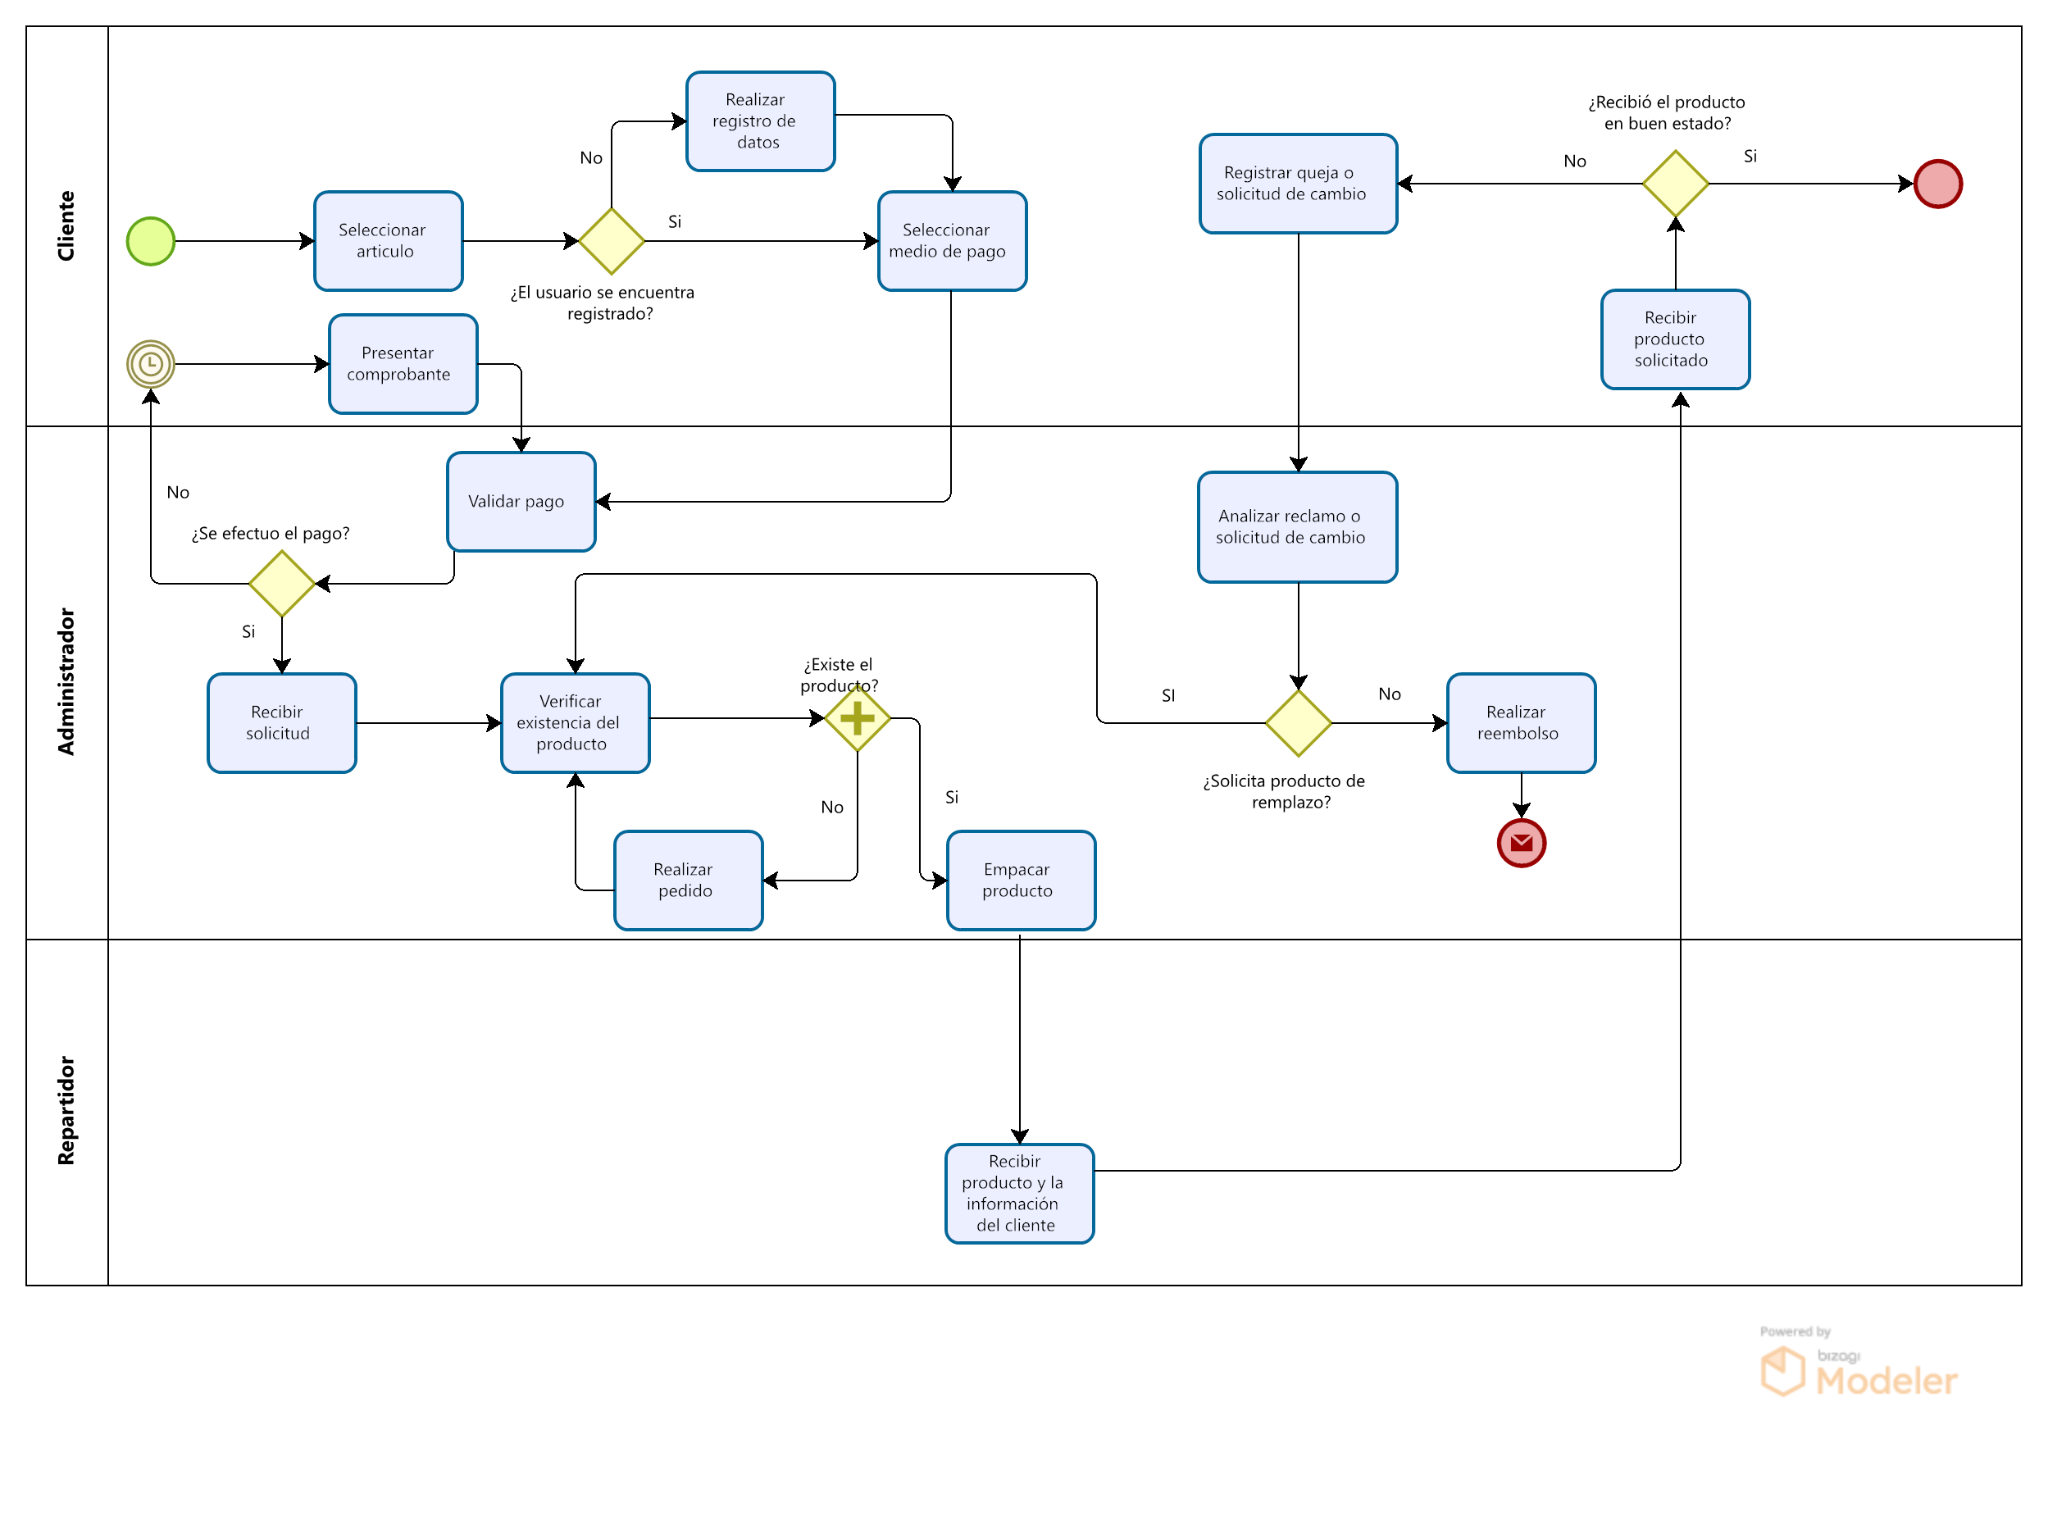 Cliente
Realizar
registro de
datos
No
Seleccionar
articulo
Si
Seleccionar
medio de pago
¿El usuario se encuentra
registrado?
Presentar
comprobante
¿Recibió el producto
en buen estado?
Registrar queja o
solicitud de cambio
No
Si
Recibir
producto
solicitado
Administrador
No
Validar pago
¿Se efectuo el pago?
Si
Analizar reclamo o
solicitud de cambio
Recibir
solicitud
Verificar
existencia del
producto
¿Existe el
producto?
No
Si
Realizar
pedido
Empacar
producto
SI
No
¿Solicita producto de
remplazo?
Realizar
reembolso
Repartidor
Recibir
producto y la
información
del cliente
Powered by
bizagi
Modeler